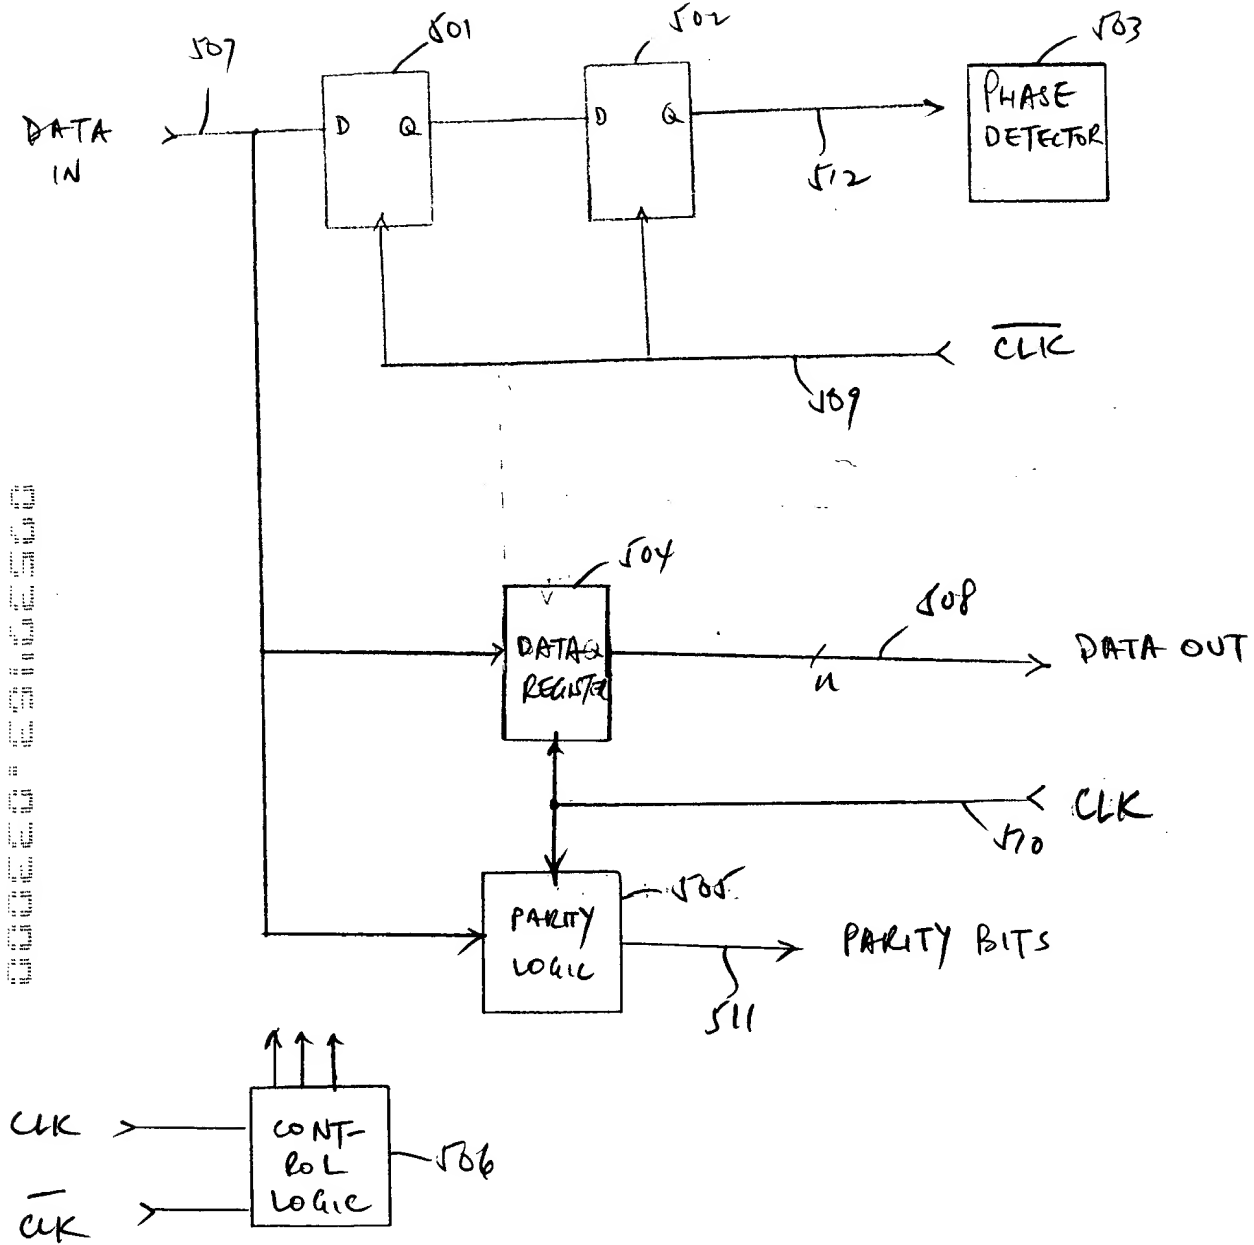 507
501
502
503
DATA
IN
D Q
D Q
PHASE
DETECTOR
512
CLK
509
504
508
DATA Q
REGISTER
n
DATA OUT
CLK
510
505
PARITY
LOGIC
PARITY BITS
511
CLK
CONT-
ROL
LOGIC
506
CLK